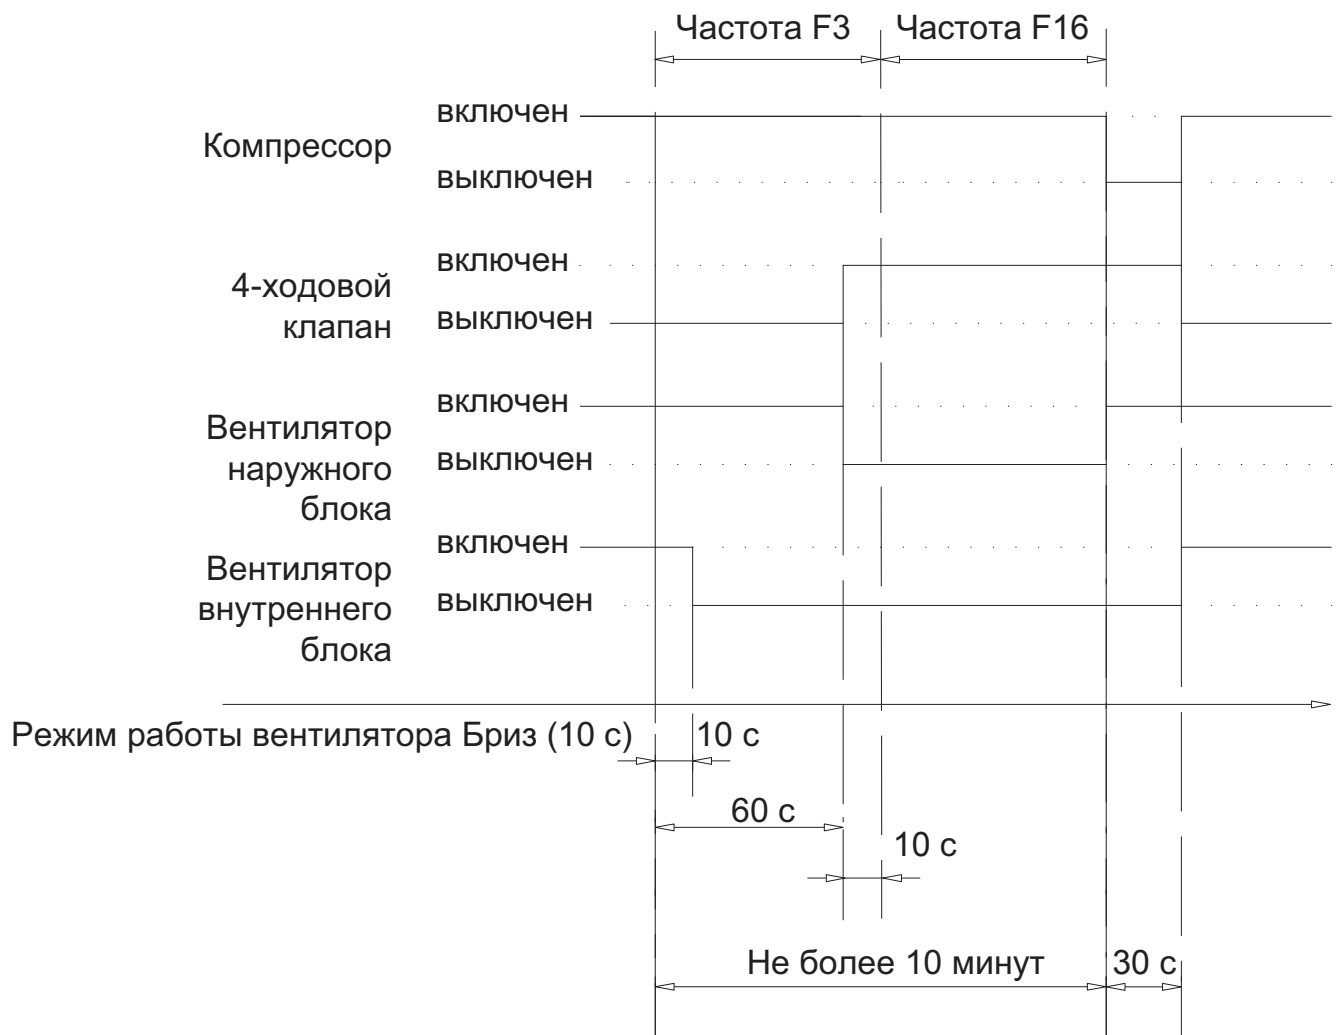 Частота F3 Частота F16
включен
Компрессор
выключен
включен
4-ходовой
клапан
выключен
включен
Вентилятор
наружного
блока
выключен
включен
Вентилятор
внутреннего
блока
выключен
Режим работы вентилятора Бриз (10 с) 10 с
60 с
10 с
Не более 10 минут 30 с